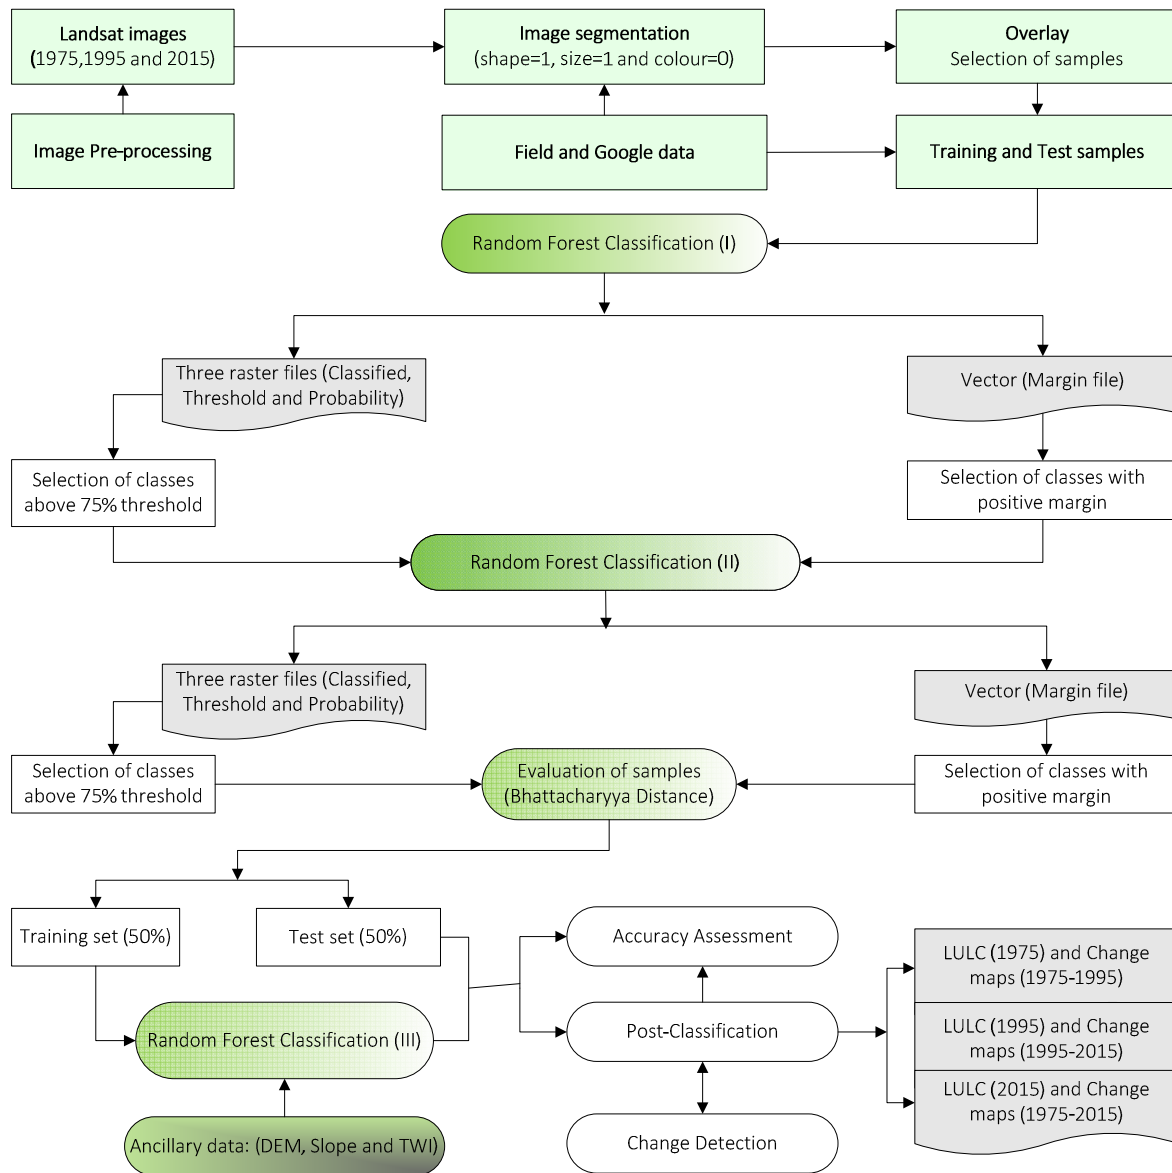 Landsat images
(1975,1995 and 2015)
Image segmentation
(shape=1, size=1 and colour=0)
Overlay
Selection of samples
Image Pre-processing
Field and Google data
Training and Test samples
Random Forest Classification (I)
Three raster files (Classified,
Threshold and Probability)
Vector (Margin file)
Selection of classes
above 75% threshold
Selection of classes with
positive margin
Random Forest Classification (II)
Three raster files (Classified,
Threshold and Probability)
Vector (Margin file)
Selection of classes
above 75% threshold
Evaluation of samples
(Bhattacharyya Distance)
Selection of classes with
positive margin
Training set (50%)
Test set (50%)
Accuracy Assessment
LULC (1975) and Change
maps (1975-1995)
Random Forest Classification (III)
Post-Classification
LULC (1995) and Change
maps (1995-2015)
LULC (2015) and Change
maps (1975-2015)
Ancillary data: (DEM, Slope and TWI)
Change Detection